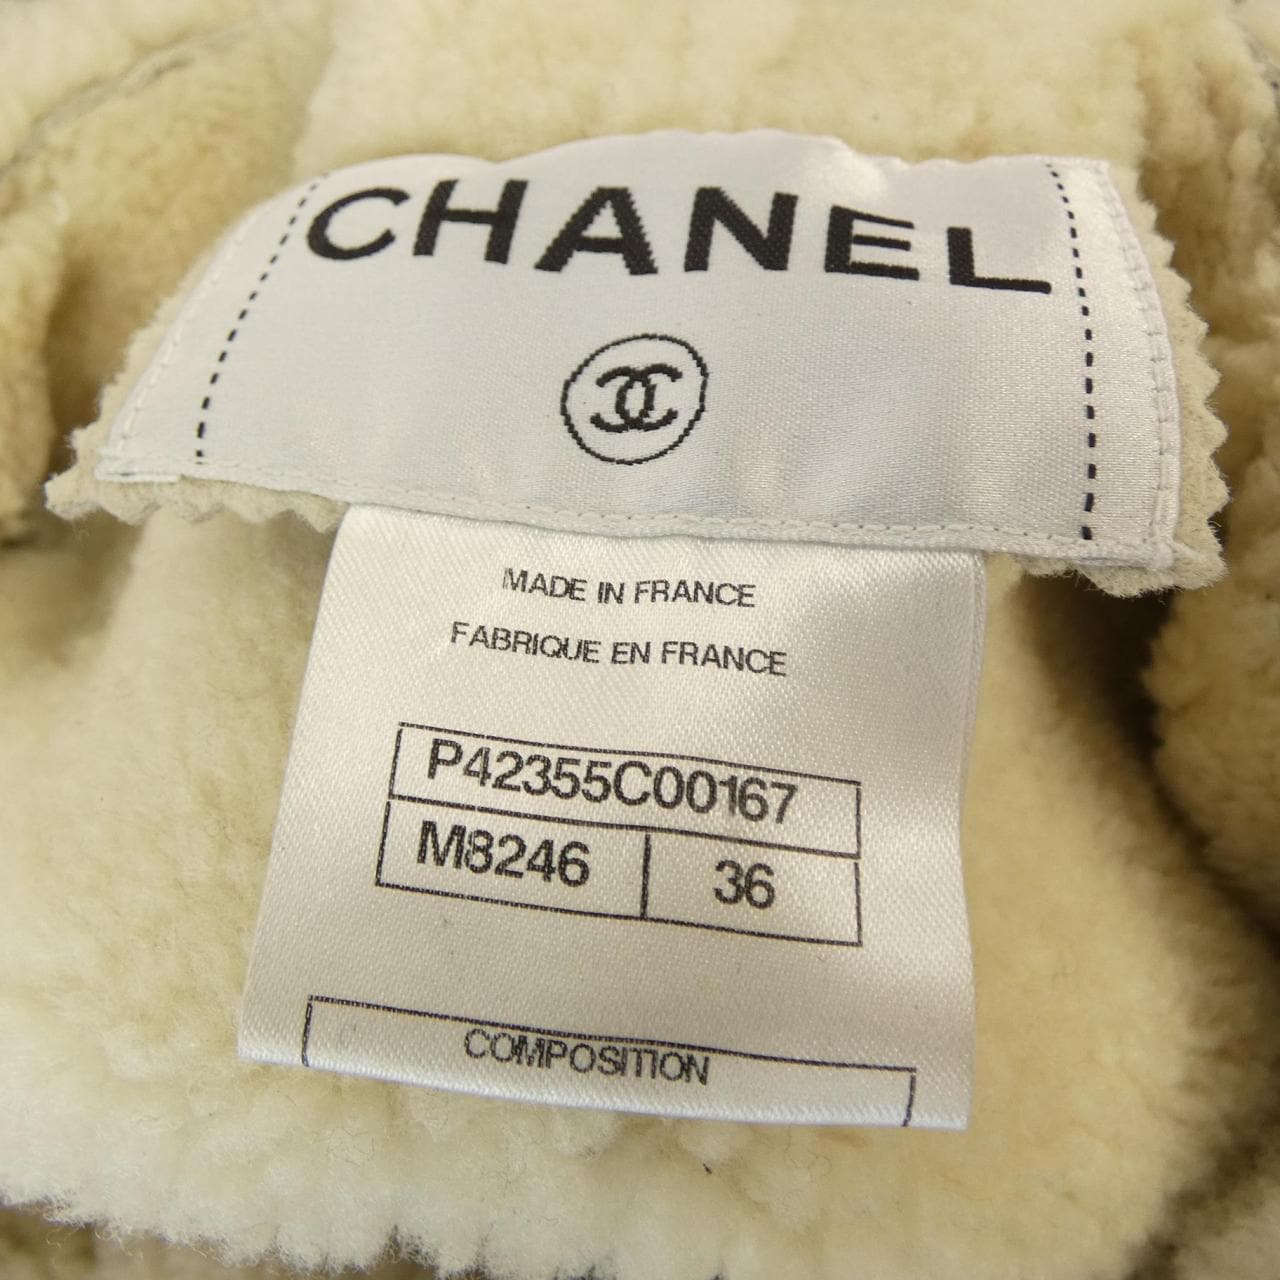 CHANEL
MADE IN FRANCE
FABRIQUE EN FRANCE
P42355C00167
M8246 36
COMPOSITION